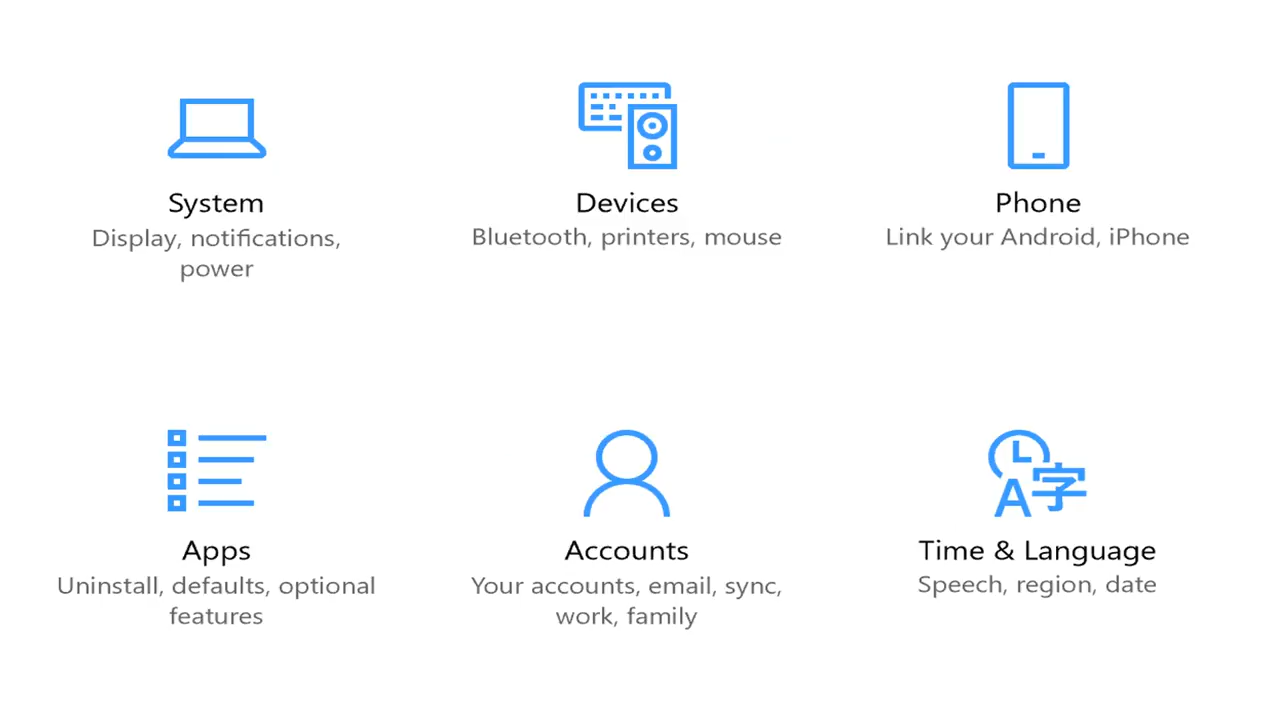 System
Display, notifications,
power
Devices
Bluetooth, printers, mouse
Phone
Link your Android, iPhone
Apps
Uninstall, defaults, optional
features
Accounts
Your accounts, email, sync,
work, family
A字
Time & Language
Speech, region, date